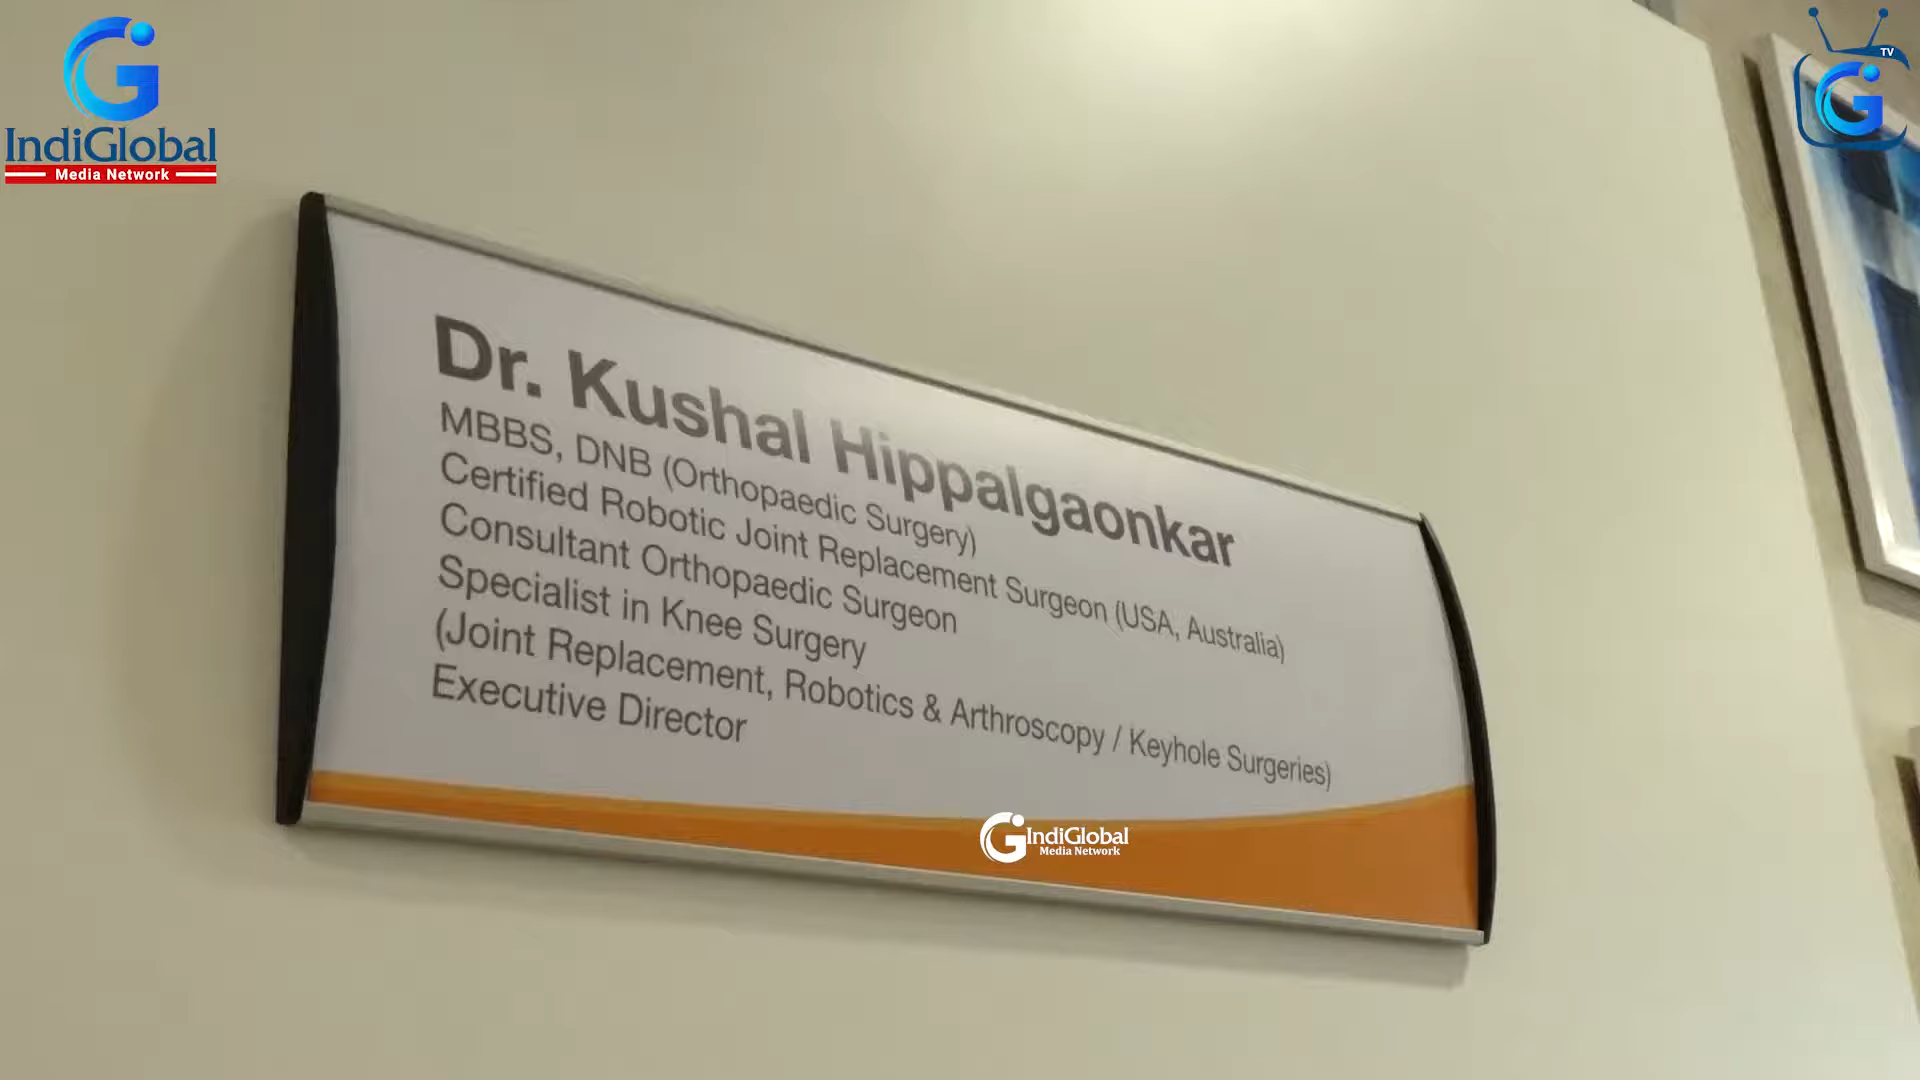 IndiGlobal
Media Network
TV
Dr. Kushal Hippalgaonkar
MBBS, DNB (Orthopaedic Surgery)
Certified Robotic Joint Replacement Surgeon (USA, Australia)
Consultant Orthopaedic Surgeon
Specialist in Knee Surgery
(Joint Replacement, Robotics & Arthroscopy / Keyhole Surgeries)
Executive Director
IndiGlobal
Media Network